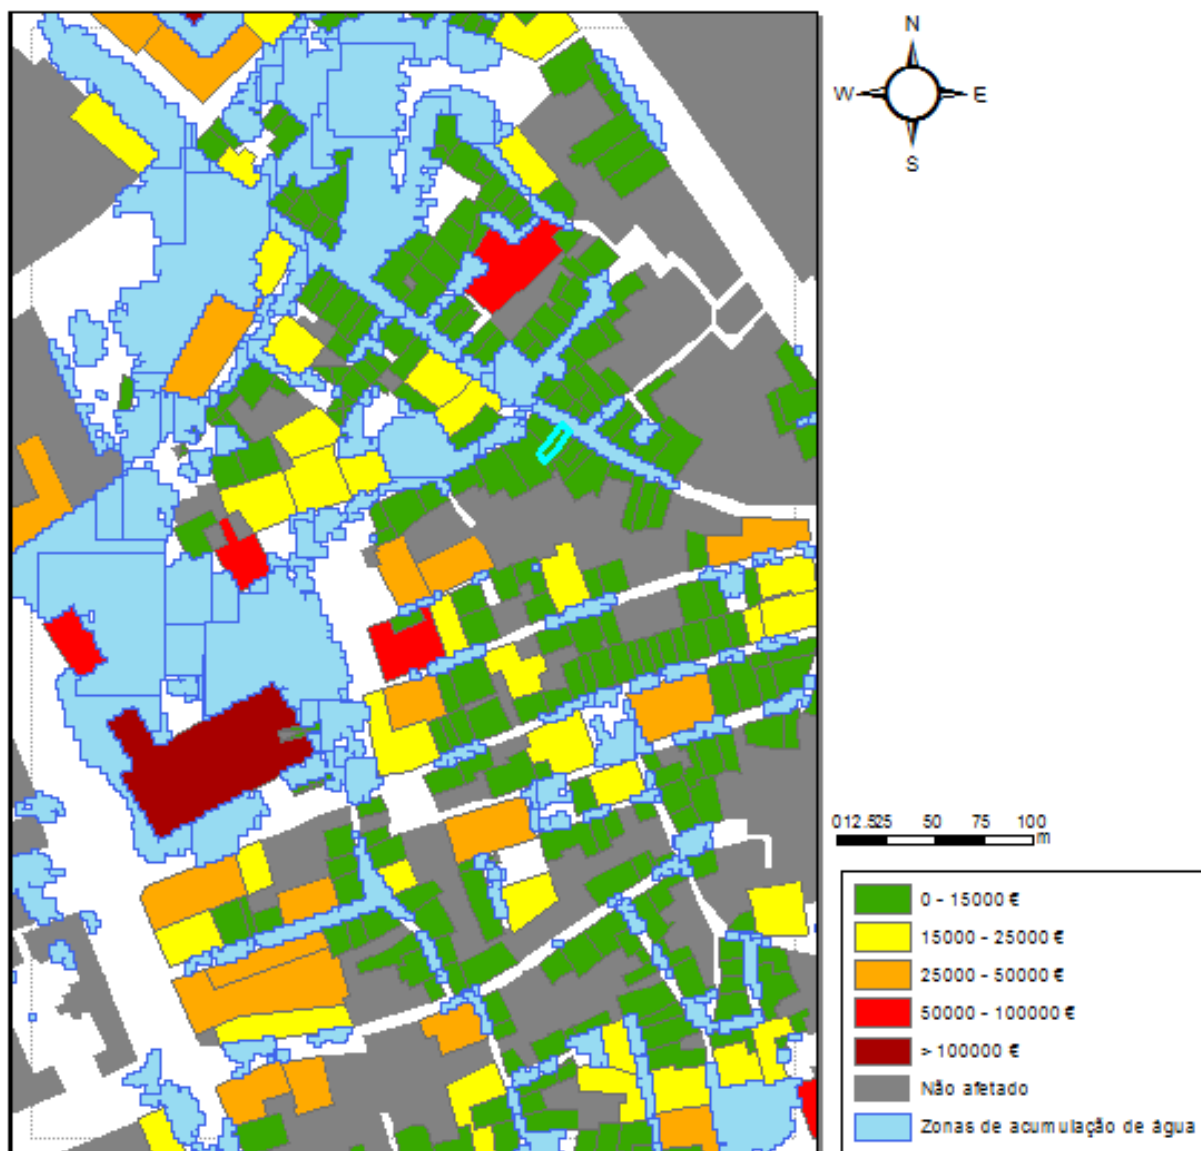 N
W E
S
012.525 50 75 100
m
0 - 15000 €
15000 - 25000 €
25000 - 50000 €
50000 - 100000 €
> 100000 €
Não afetado
Zonas de acumulação de água